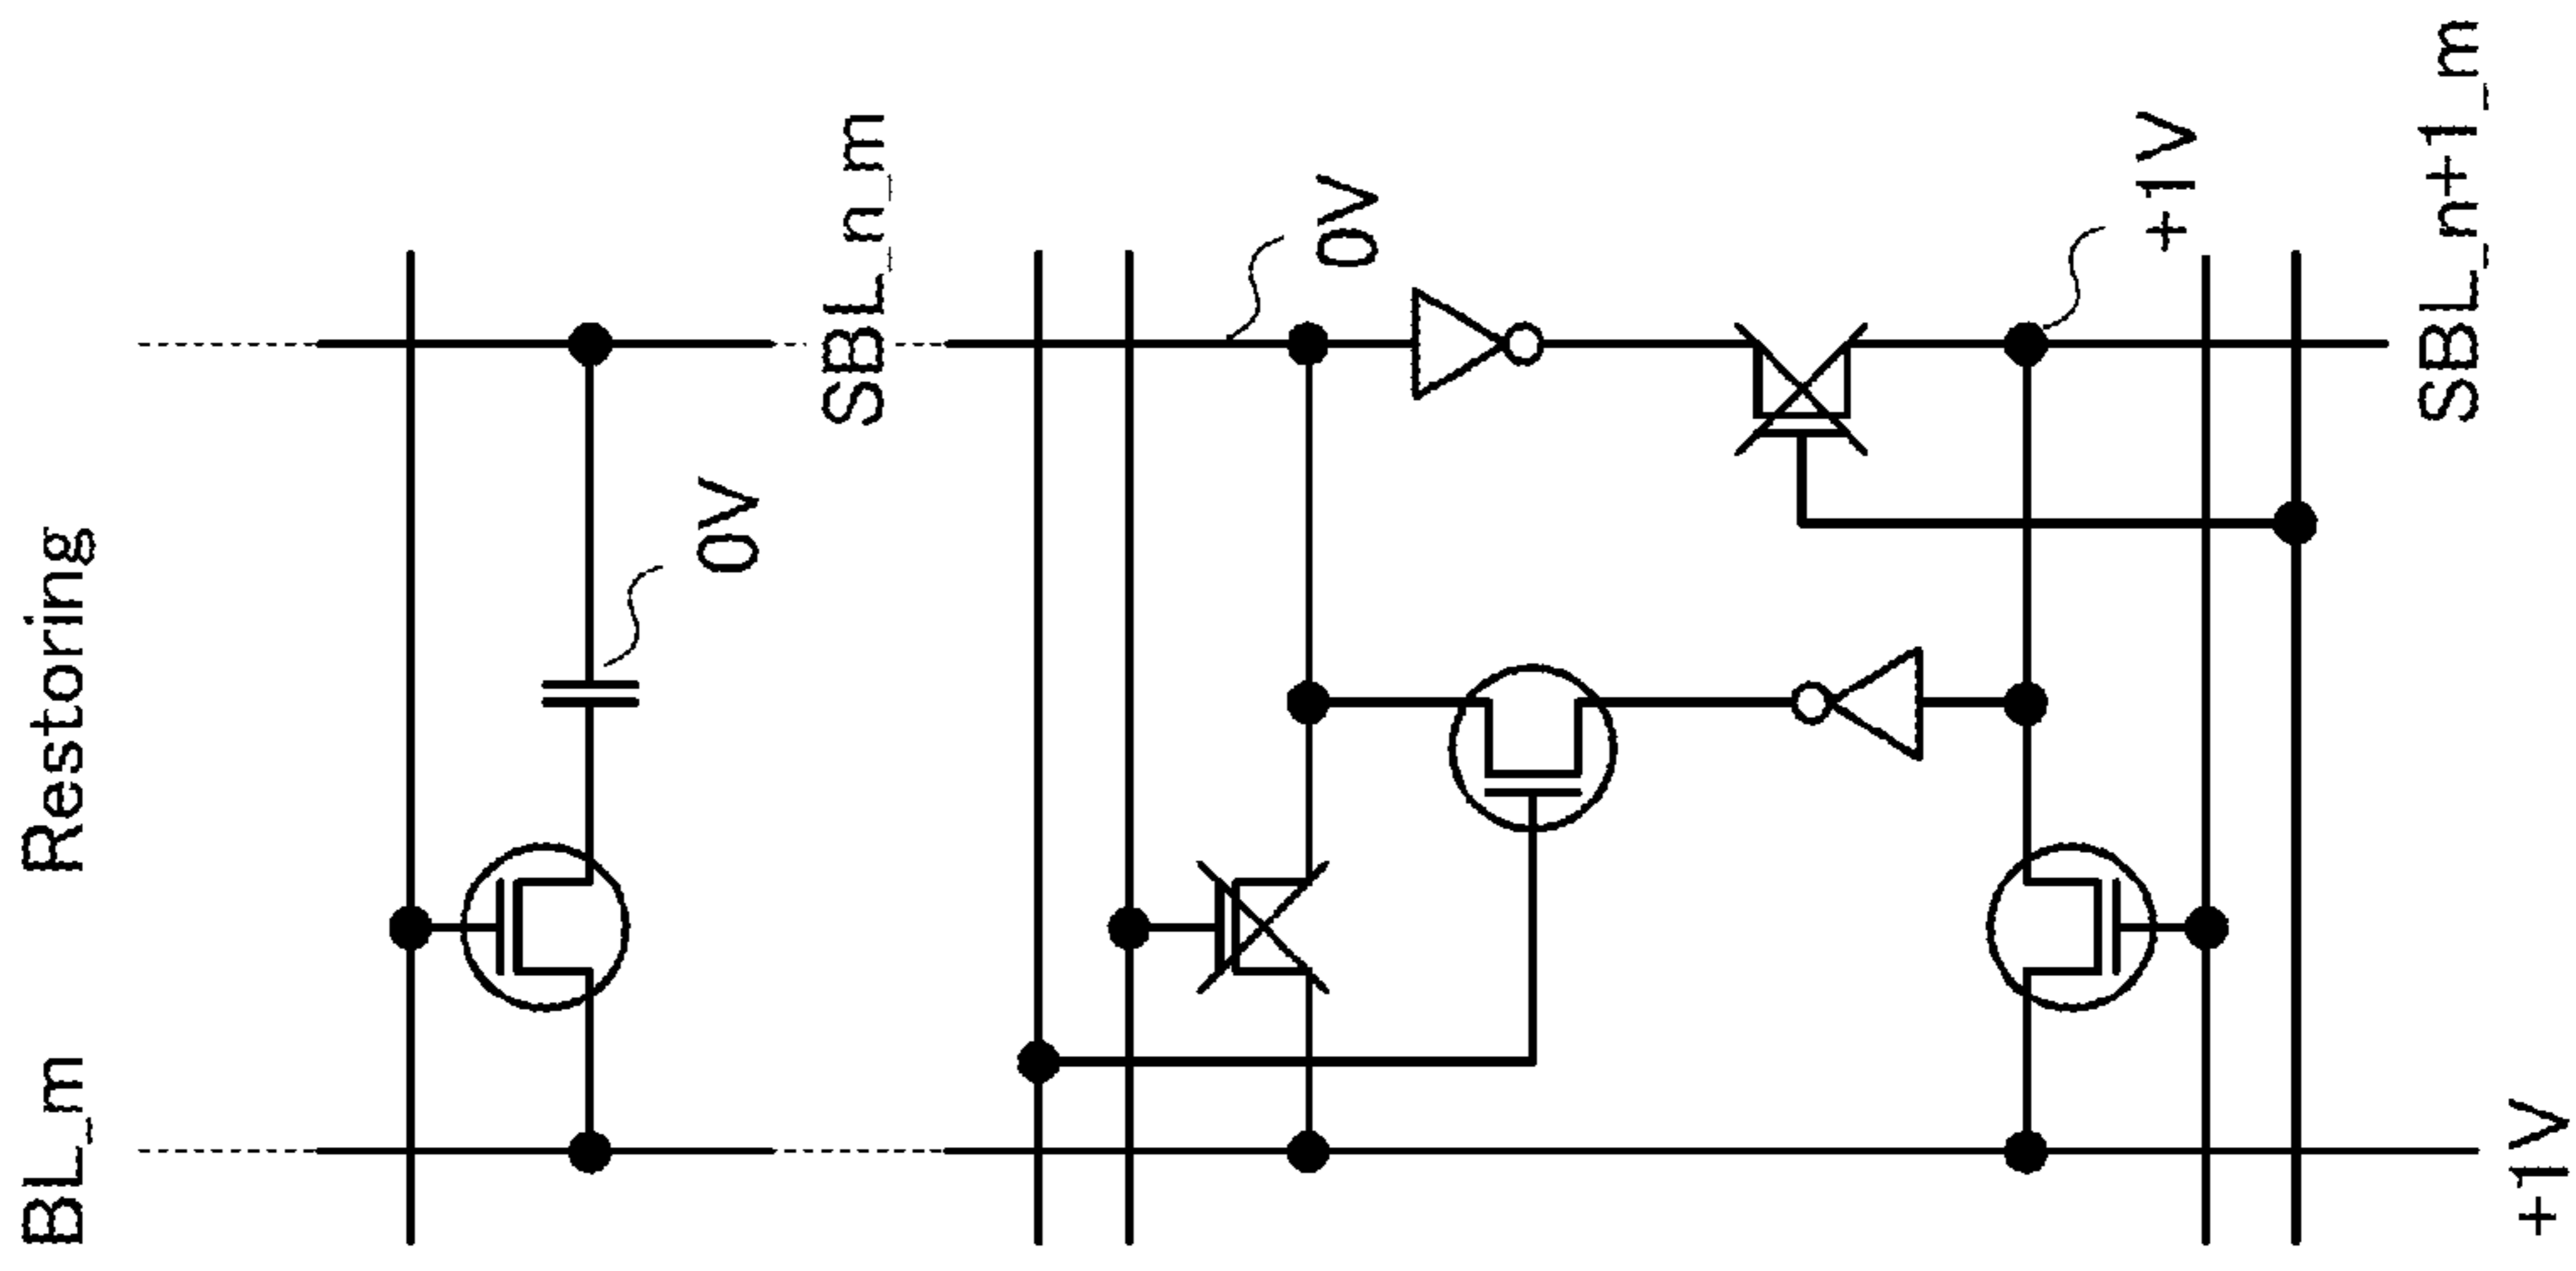 BL_m
Restoring
0V
SBL_n_m
0V
+1V
SBL_n+1_m
+1V